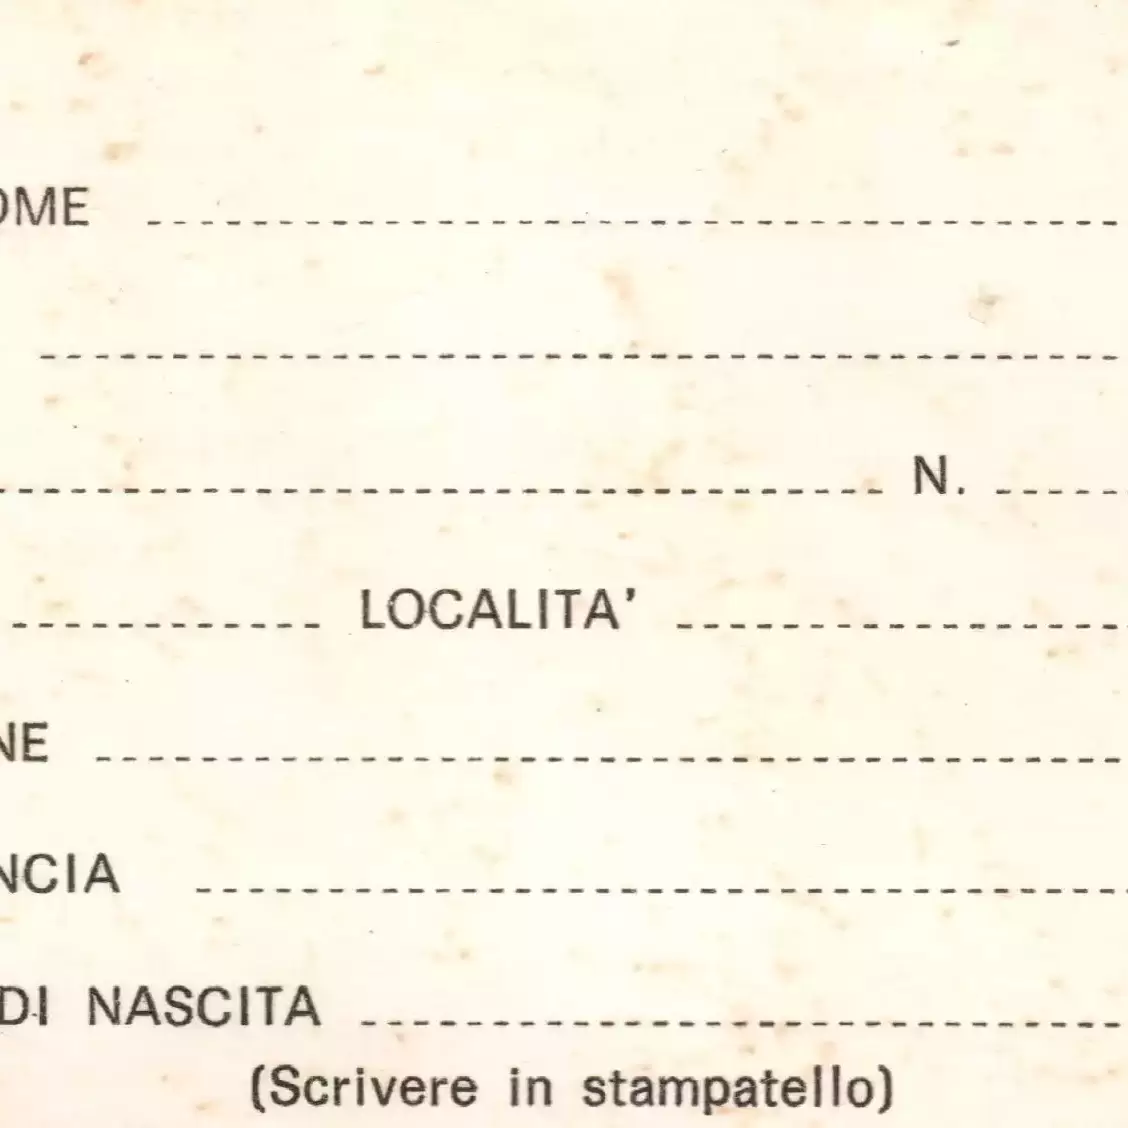 OME
N.
LOCALITA'
NE
NCIA
DI NASCITA
(Scrivere in stampatello)